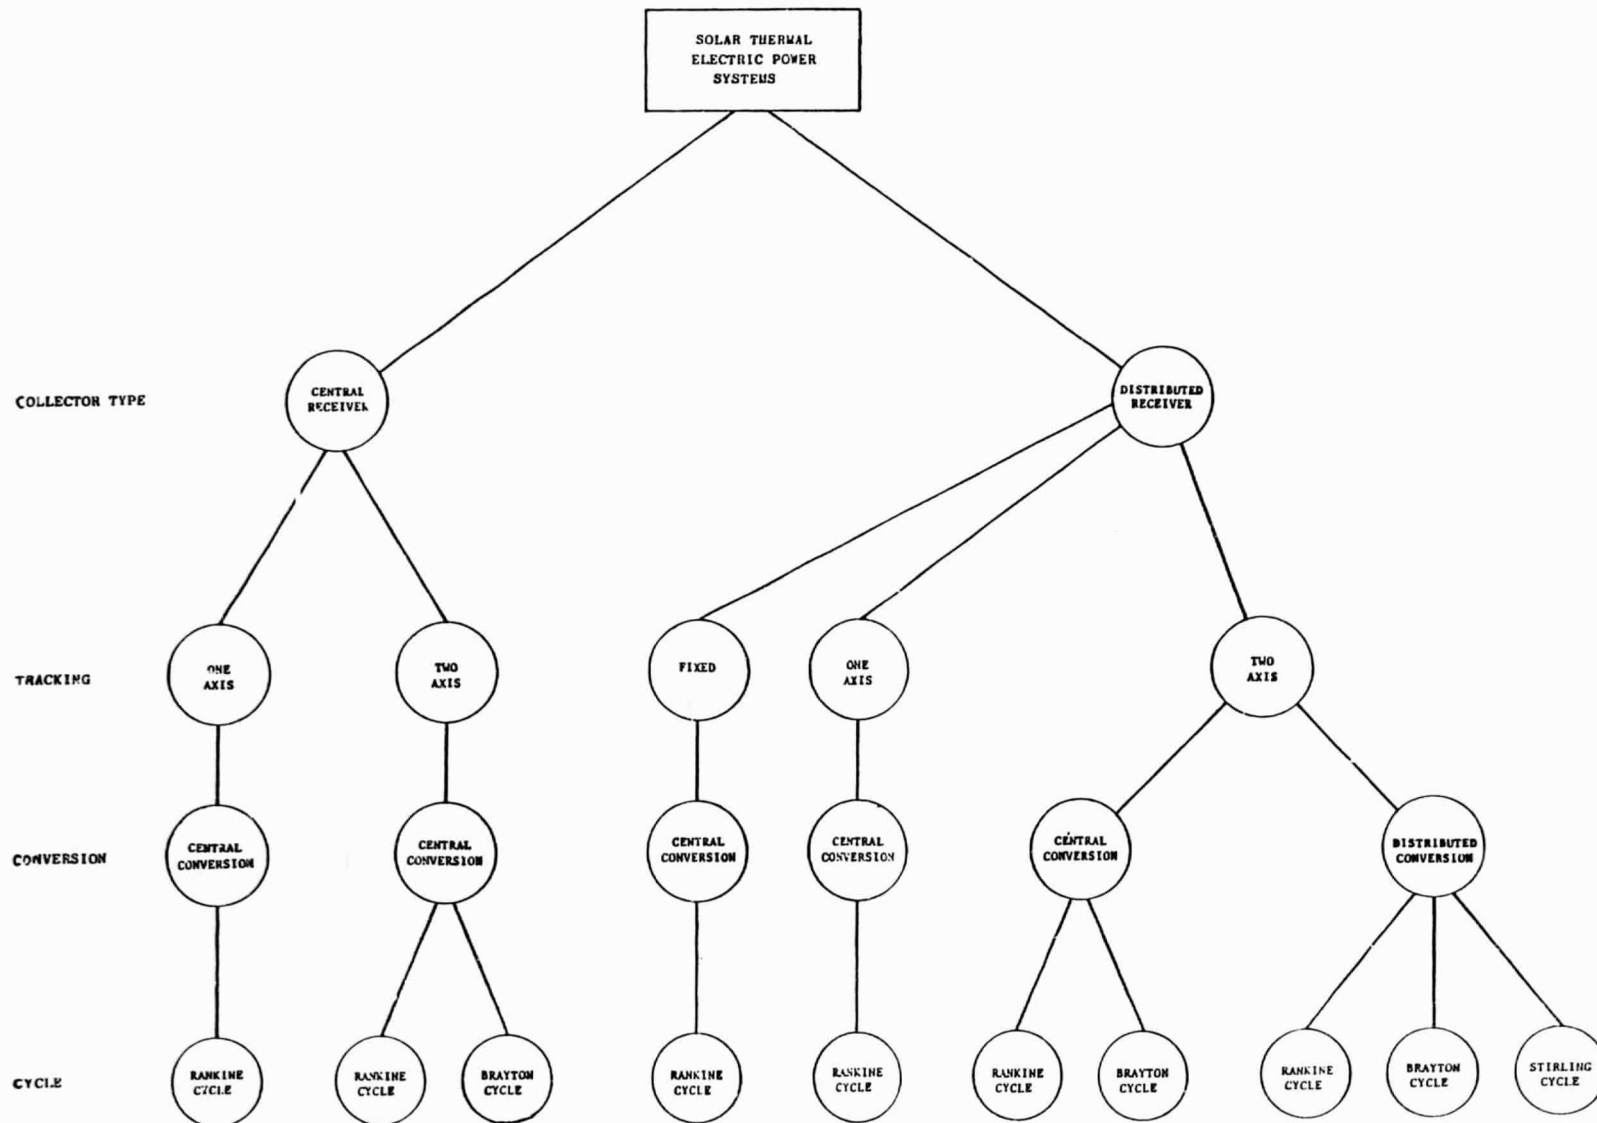 SOLAR THERMAL
ELECTRIC POWER
SYSTEMS
COLLECTOR TYPE
CENTRAL
RECEIVER
DISTRIBUTED
RECEIVER
TRACKING
ONE
AXIS
TWO
AXIS
FIXED
ONE
AXIS
TWO
AXIS
CONVERSION
CENTRAL
CONVERSION
CENTRAL
CONVERSION
CENTRAL
CONVERSION
CENTRAL
CONVERSION
CENTRAL
CONVERSION
DISTRIBUTED
CONVERSION
CYCLE
RANKINE
CYCLE
RANKINE
CYCLE
BRAYTON
CYCLE
RANKINE
CYCLE
RANKINE
CYCLE
RANKINE
CYCLE
BRAYTON
CYCLE
RANKINE
CYCLE
BRAYTON
CYCLE
STIRLING
CYCLE